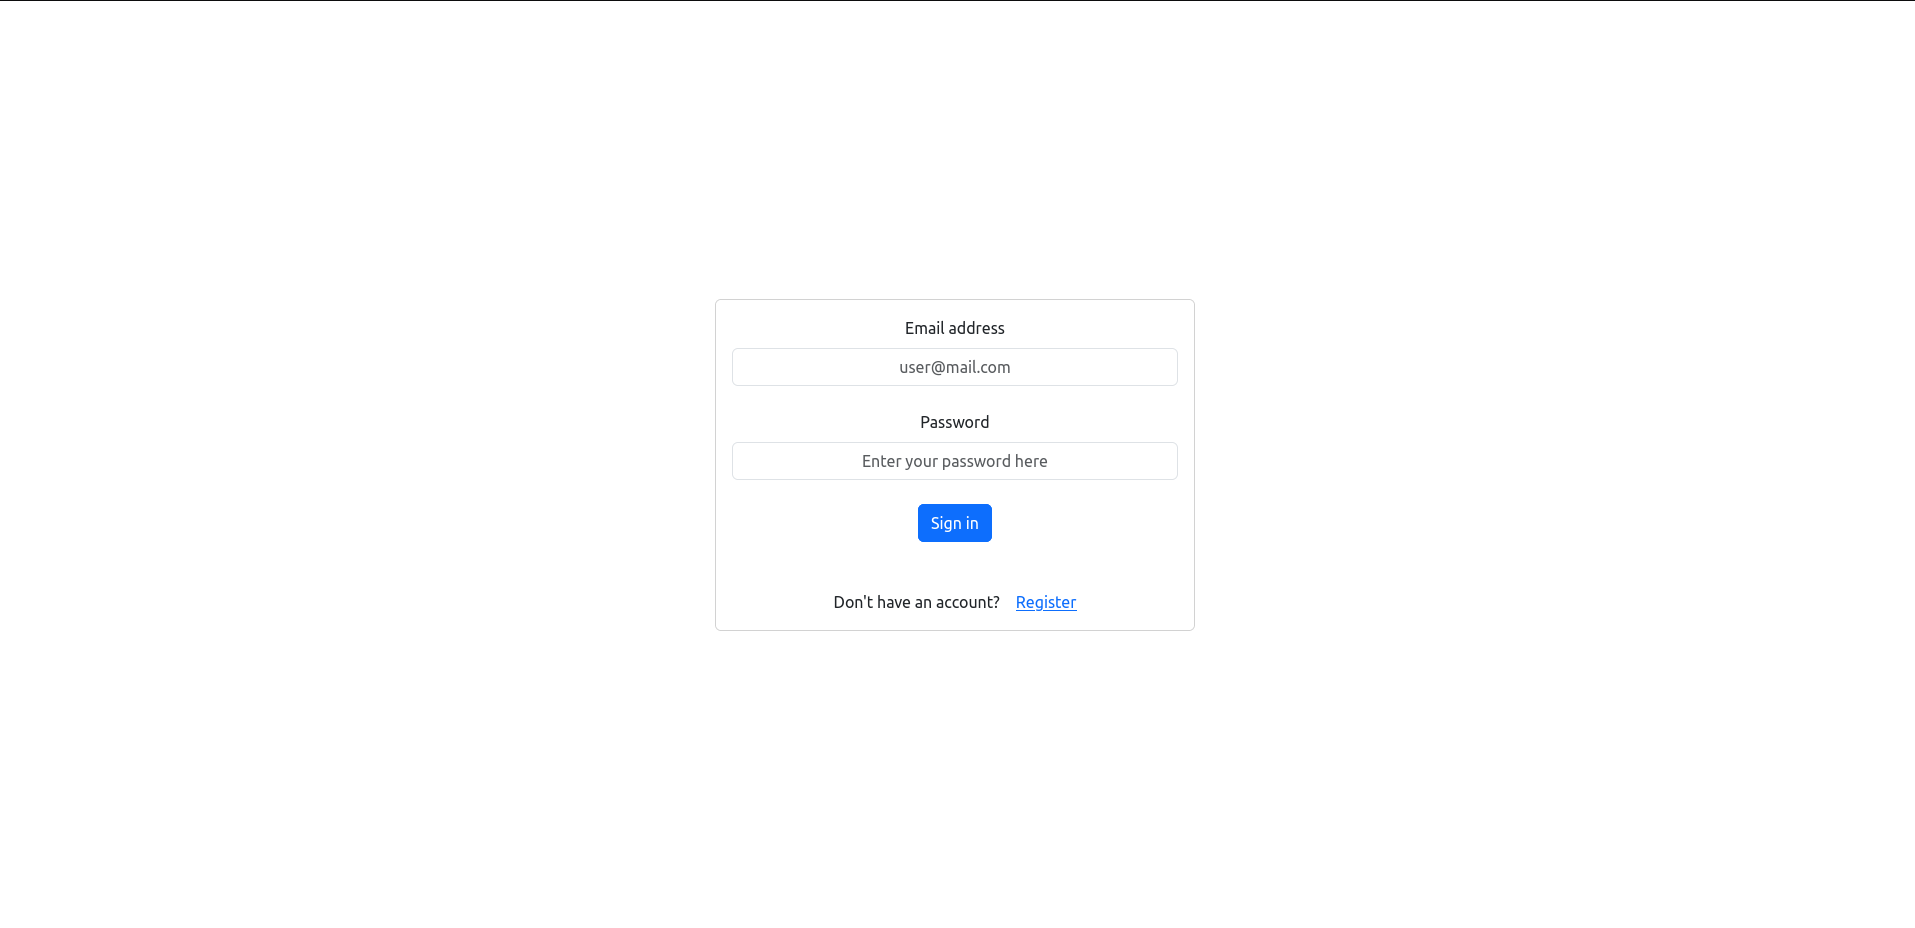 Email address
user@mail.com
Password
Enter your password here
Sign in
Don't have an account? Register